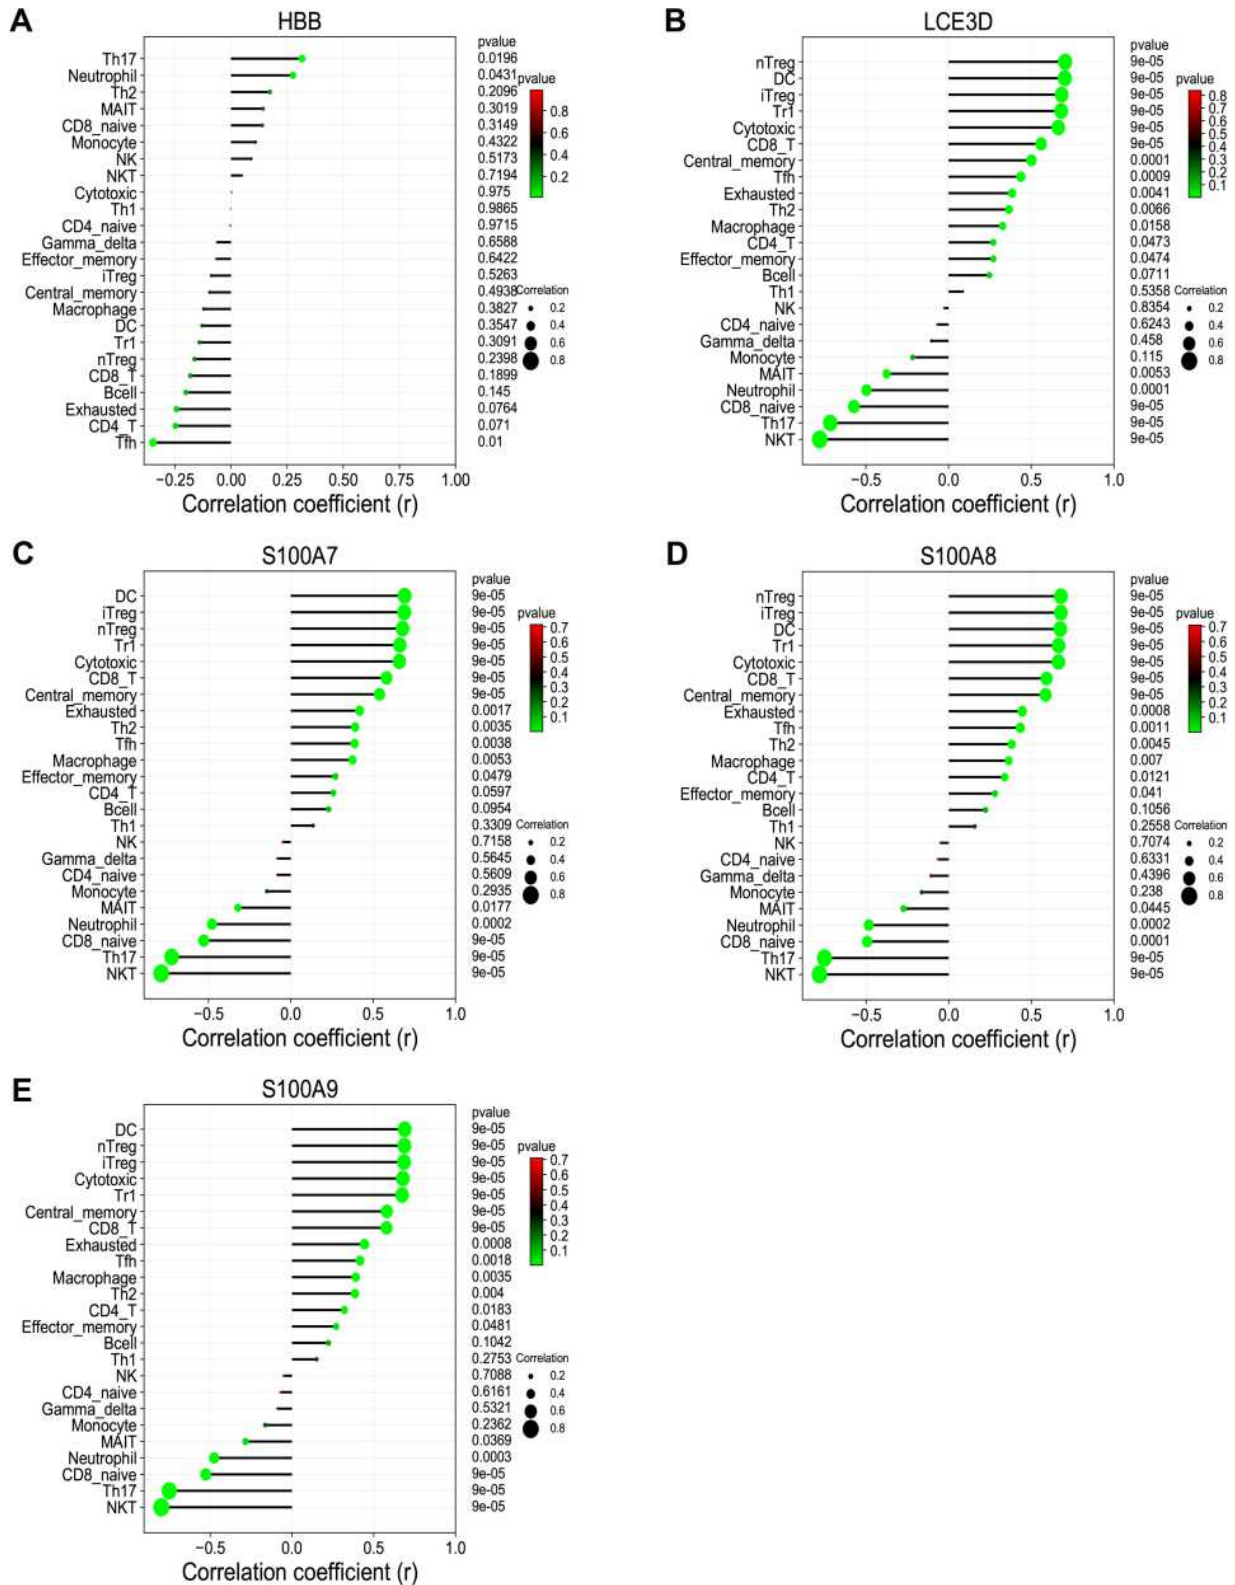 A
HBB
pvalue
Th17 0.0196
Neutrophil 0.0431
Th2 0.2096
MAIT 0.3019
CD8_naive 0.3149
Monocyte 0.4322
NK 0.5173
NKT 0.7194
Cytotoxic 0.975
Th1 0.9865
CD4_naive 0.9715
Gamma_delta 0.6588
Effector_memory 0.6422
iTreg 0.5263
Central_memory 0.4938
Macrophage 0.3827
DC 0.3547
Tr1 0.3091
nTreg 0.2398
CD8_T 0.1899
Bcell 0.145
Exhausted 0.0764
CD4_T 0.071
Tfh 0.01
−0.25 0.00 0.25 0.75 1.00
Correlation coefficient (r)
pvalue
0.8
0.6
0.4
0.2
Correlation
0.2
0.4
0.6
0.8
B
LCE3D
pvalue
nTreg 9e-05
DC 9e-05
iTreg 9e-05
Tr1 9e-05
Cytotoxic 9e-05
CD8_T 9e-05
Central_memory 0.0001
Tfh 0.0009
Exhausted 0.0041
Th2 0.0066
Macrophage 0.0158
CD4_T 0.0473
Effector_memory 0.0474
Bcell 0.0711
Th1 0.5358
NK 0.8354
CD4_naive 0.6243
Gamma_delta 0.458
Monocyte 0.115
MAIT 0.0053
Neutrophil 0.0001
CD8_naive 9e-05
Th17 9e-05
NKT 9e-05
−0.5 0.0 0.5 1.0
Correlation coefficient (r)
pvalue
0.8
0.7
0.6
0.5
0.4
0.3
0.2
0.1
Correlation
0.2
0.4
0.6
0.8
C
S100A7
pvalue
DC 9e-05
iTreg 9e-05
nTreg 9e-05
Tr1 9e-05
Cytotoxic 9e-05
CD8_T 9e-05
Central_memory 9e-05
Exhausted 0.0017
Th2 0.0035
Tfh 0.0038
Macrophage 0.0053
Effector_memory 0.0479
CD4_T 0.0597
Bcell 0.0954
Th1 0.3309
NK 0.7158
Gamma_delta 0.5645
CD4_naive 0.5609
Monocyte 0.2935
MAIT 0.0177
Neutrophil 0.0002
CD8_naive 9e-05
Th17 9e-05
NKT 9e-05
−0.5 0.0 0.5 1.0
Correlation coefficient (r)
pvalue
0.7
0.6
0.5
0.4
0.3
0.2
0.1
Correlation
0.2
0.4
0.6
0.8
D
S100A8
pvalue
nTreg 9e-05
iTreg 9e-05
DC 9e-05
Tr1 9e-05
Cytotoxic 9e-05
CD8_T 9e-05
Central_memory 9e-05
Exhausted 0.0008
Tfh 0.0011
Th2 0.0045
Macrophage 0.007
CD4_T 0.0121
Effector_memory 0.041
Bcell 0.1056
Th1 0.2558
NK 0.7074
CD4_naive 0.6331
Gamma_delta 0.4396
Monocyte 0.238
MAIT 0.0445
Neutrophil 0.0002
CD8_naive 0.0001
Th17 9e-05
NKT 9e-05
−0.5 0.0 0.5 1.0
Correlation coefficient (r)
pvalue
0.7
0.6
0.5
0.4
0.3
0.2
0.1
Correlation
0.2
0.4
0.6
0.8
E
S100A9
pvalue
DC 9e-05
nTreg 9e-05
iTreg 9e-05
Cytotoxic 9e-05
Tr1 9e-05
Central_memory 9e-05
CD8_T 9e-05
Exhausted 0.0008
Tfh 0.0018
Macrophage 0.0035
Th2 0.004
CD4_T 0.0183
Effector_memory 0.0481
Bcell 0.1042
Th1 0.2753
NK 0.7088
CD4_naive 0.6161
Gamma_delta 0.5321
Monocyte 0.2362
MAIT 0.0369
Neutrophil 0.0003
CD8_naive 9e-05
Th17 9e-05
NKT 9e-05
−0.5 0.0 0.5 1.0
Correlation coefficient (r)
pvalue
0.7
0.6
0.5
0.4
0.3
0.2
0.1
Correlation
0.2
0.4
0.6
0.8